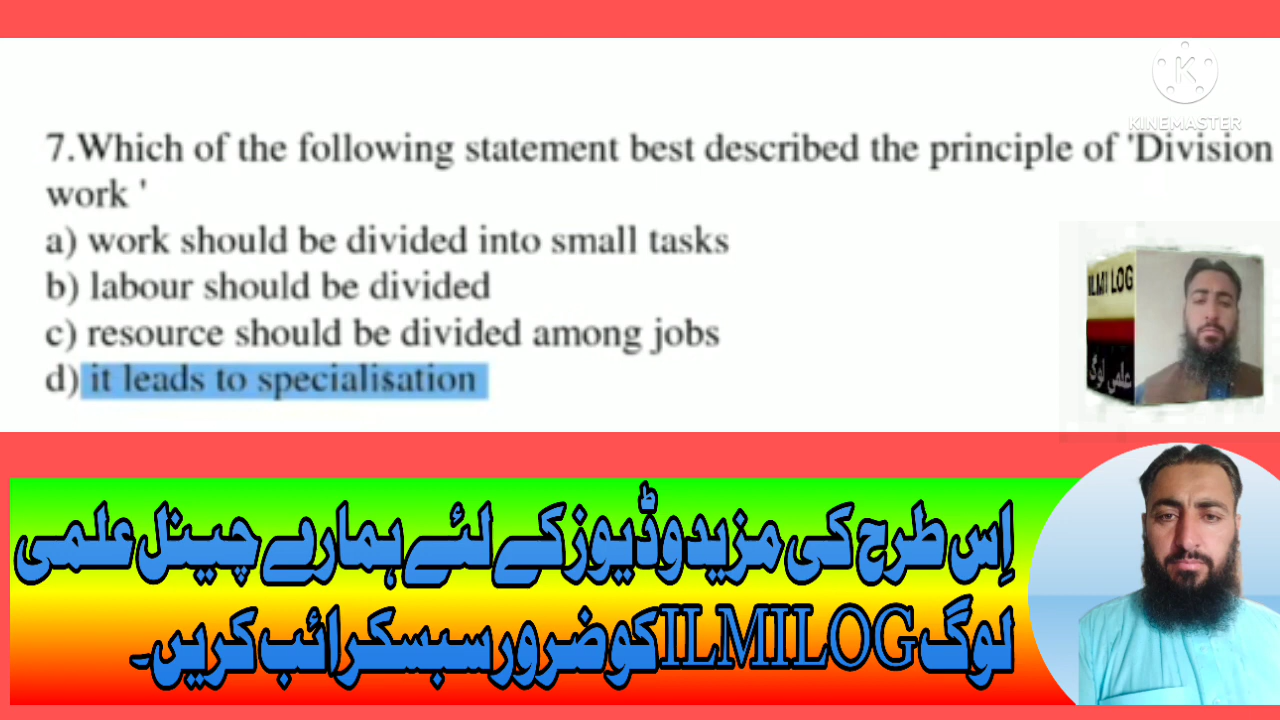 KINEMASTER
7.Which of the following statement best described the principle of 'Division
work '
a) work should be divided into small tasks
b) labour should be divided
c) resource should be divided among jobs
d) it leads to specialisation
ILMI LOG
علمی لوگ
اِس طرح کی مزید وڈیوز کے لئے ہمارے چینل علمی
لوگ ILMI LOG کو ضرور سبسکرائب کریں۔